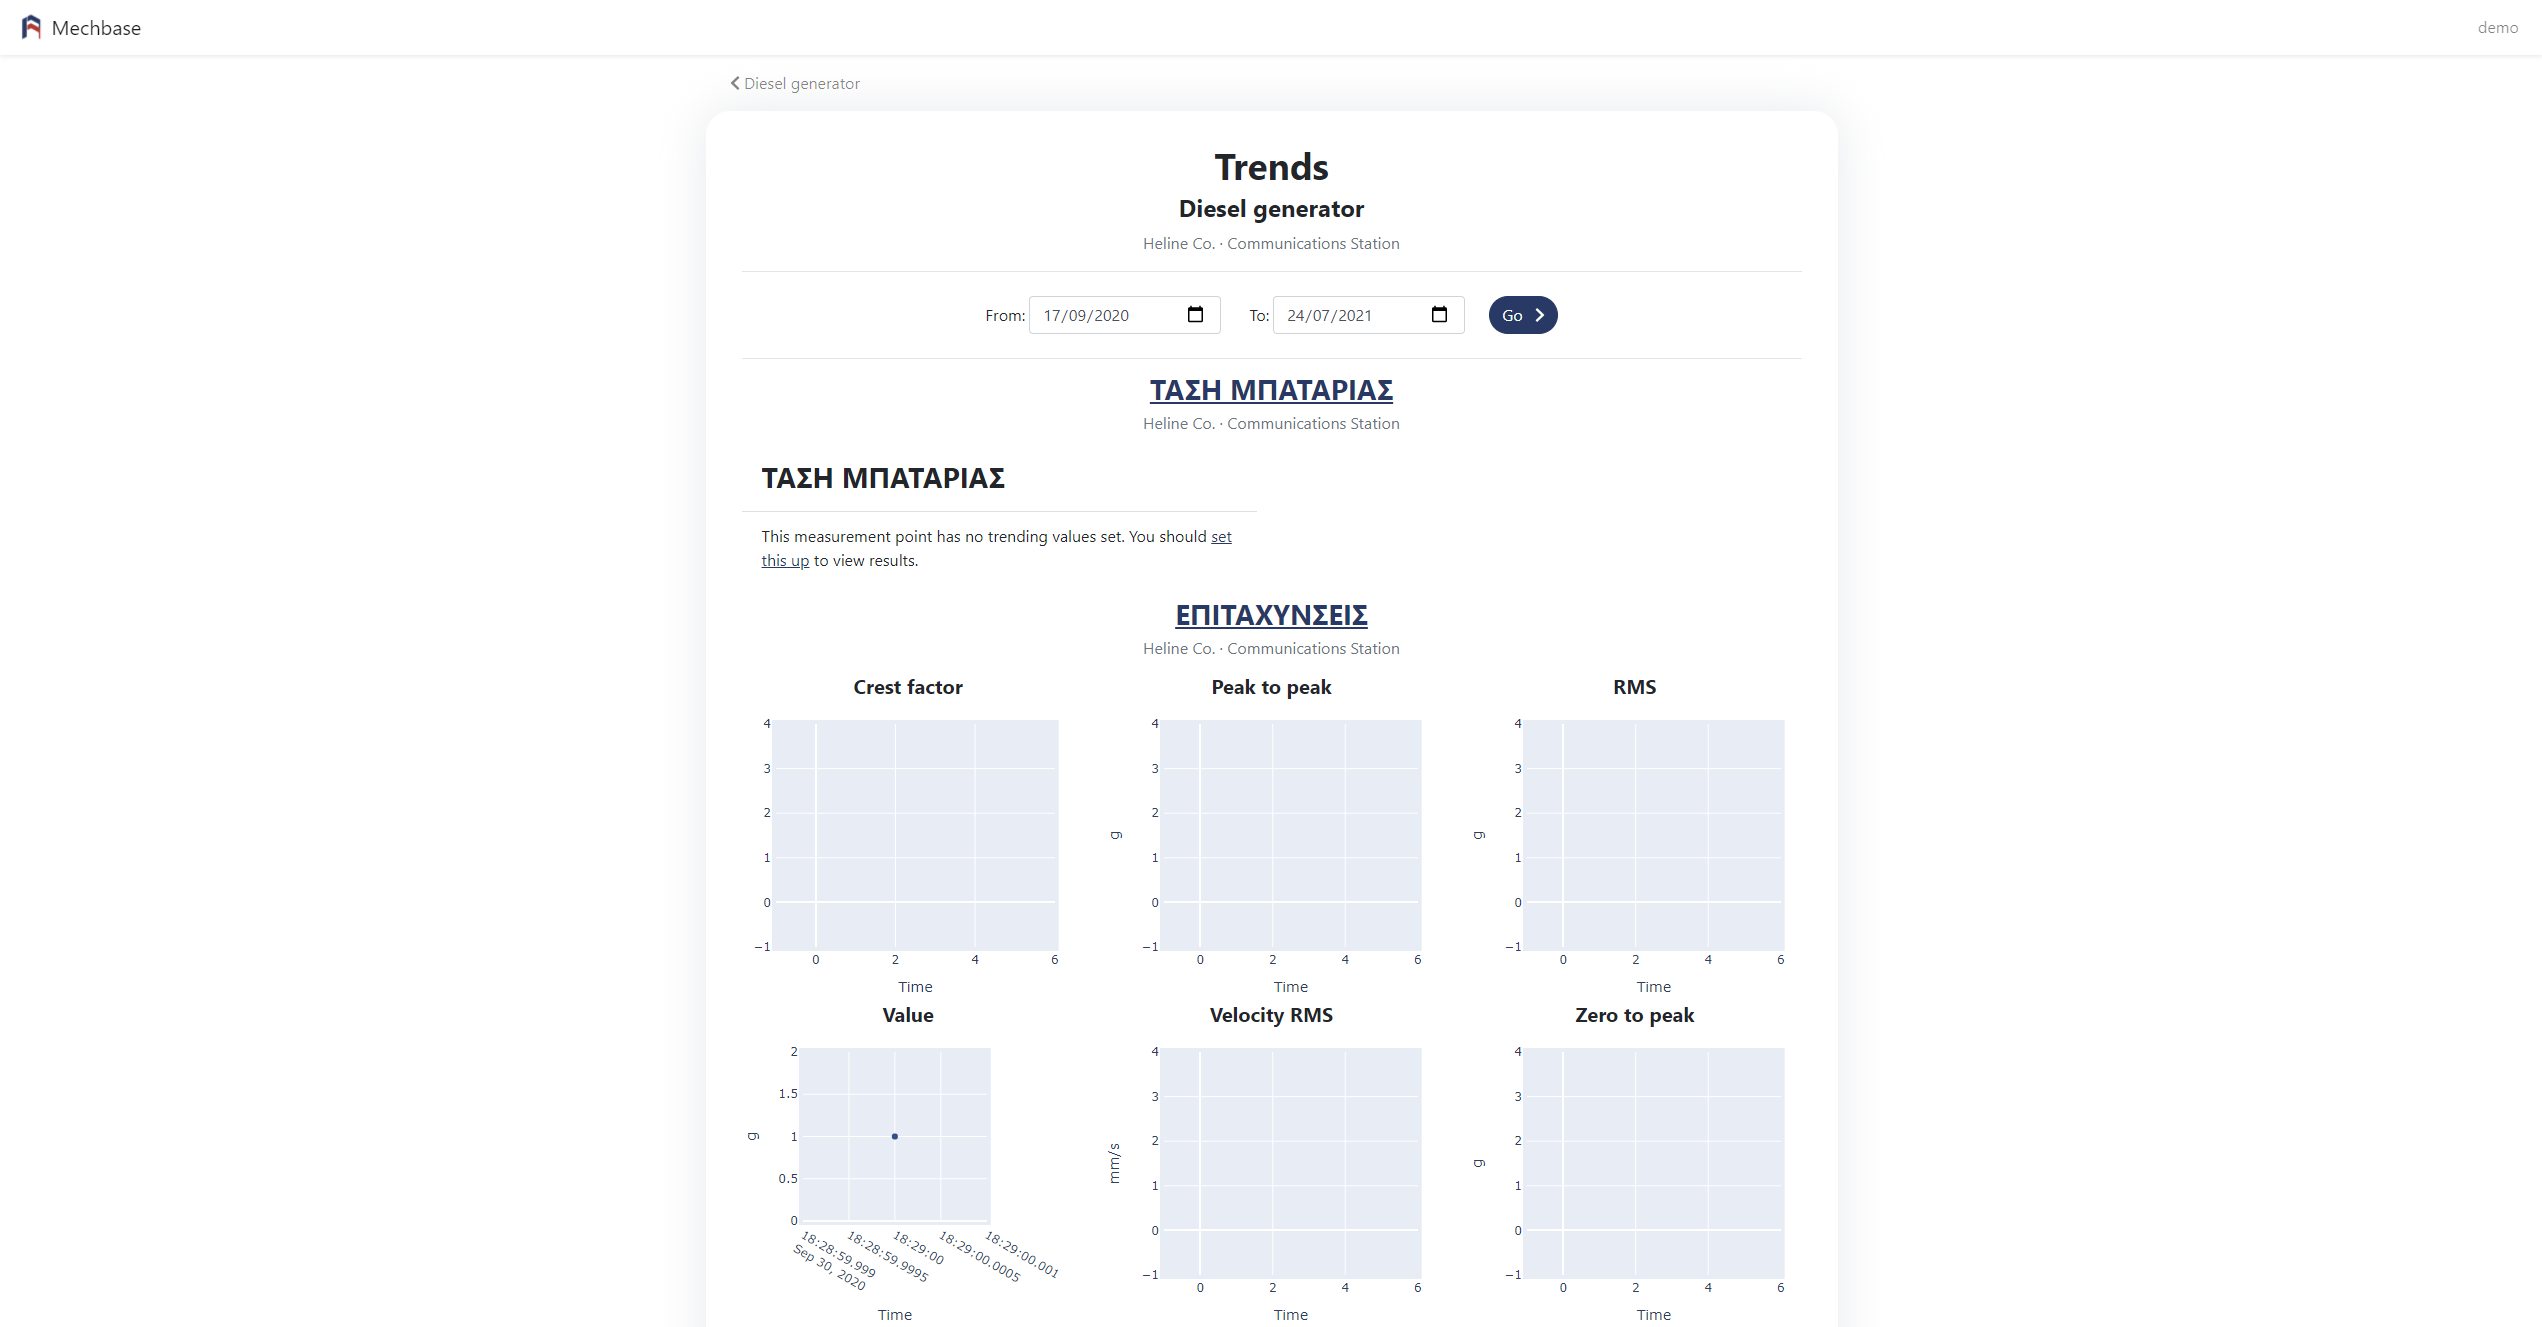 Mechbase
demo
Diesel generator
Trends
Diesel generator
Heline Co. · Communications Station
From: 17/09/2020 To: 24/07/2021 Go
ΤΑΣΗ ΜΠΑΤΑΡΙΑΣ
Heline Co. · Communications Station
ΤΑΣΗ ΜΠΑΤΑΡΙΑΣ
This measurement point has no trending values set. You should set
this up to view results.
ΕΠΙΤΑΧΥΝΣΕΙΣ
Heline Co. · Communications Station
Crest factor
4
3
2
1
0
−1
0 2 4 6
Time
Peak to peak
g
4
3
2
1
0
−1
0 2 4 6
Time
RMS
g
4
3
2
1
0
−1
0 2 4 6
Time
Value
g
2
1.5
1
0.5
0
18:28:59.999
Sep 30, 2020
18:28:59.9995
18:29:00
18:29:00.0005
18:29:00.001
Time
Velocity RMS
mm/s
4
3
2
1
0
−1
0 2 4 6
Time
Zero to peak
g
4
3
2
1
0
−1
0 2 4 6
Time